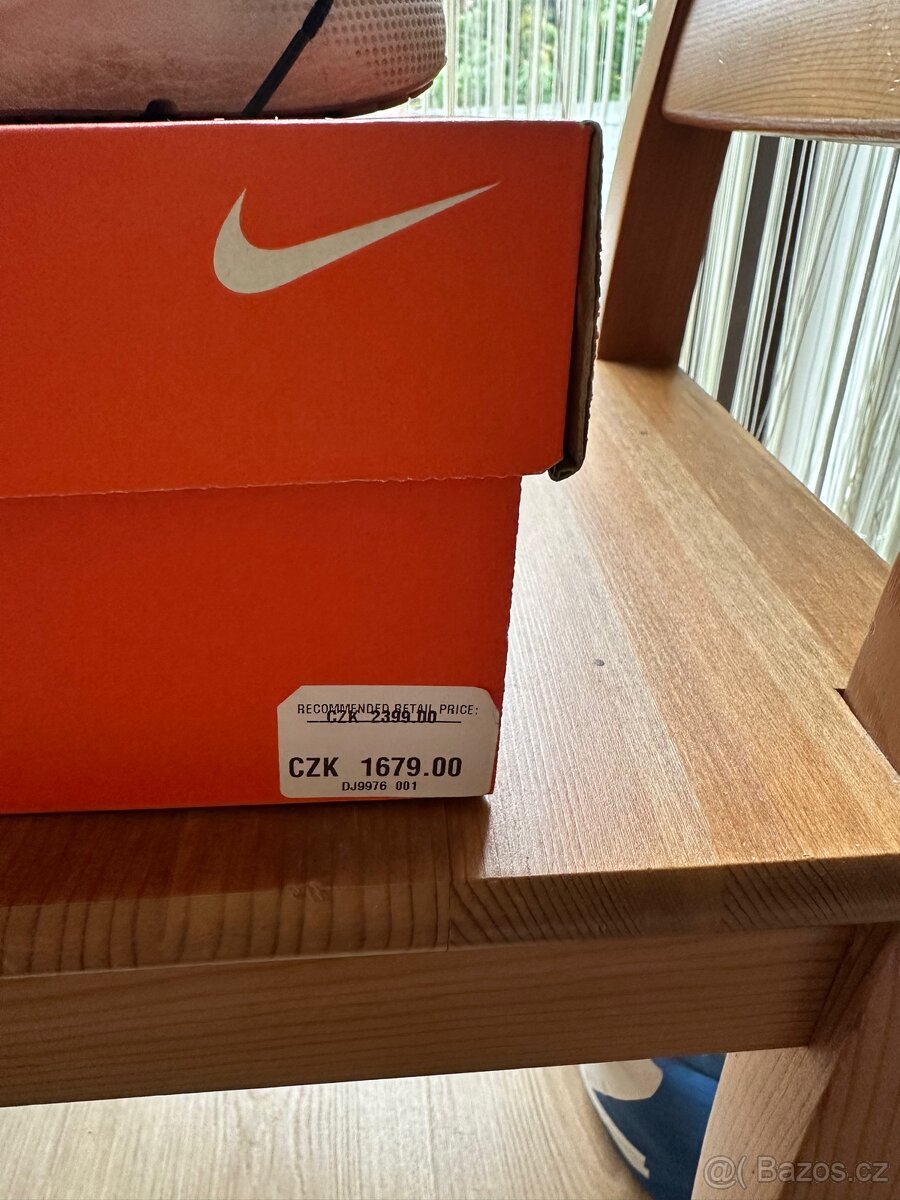 RECOMMENDED RETAIL PRICE:
CZK 2399.00
CZK 1679.00
DJ9976 001
@( Bazos.cz